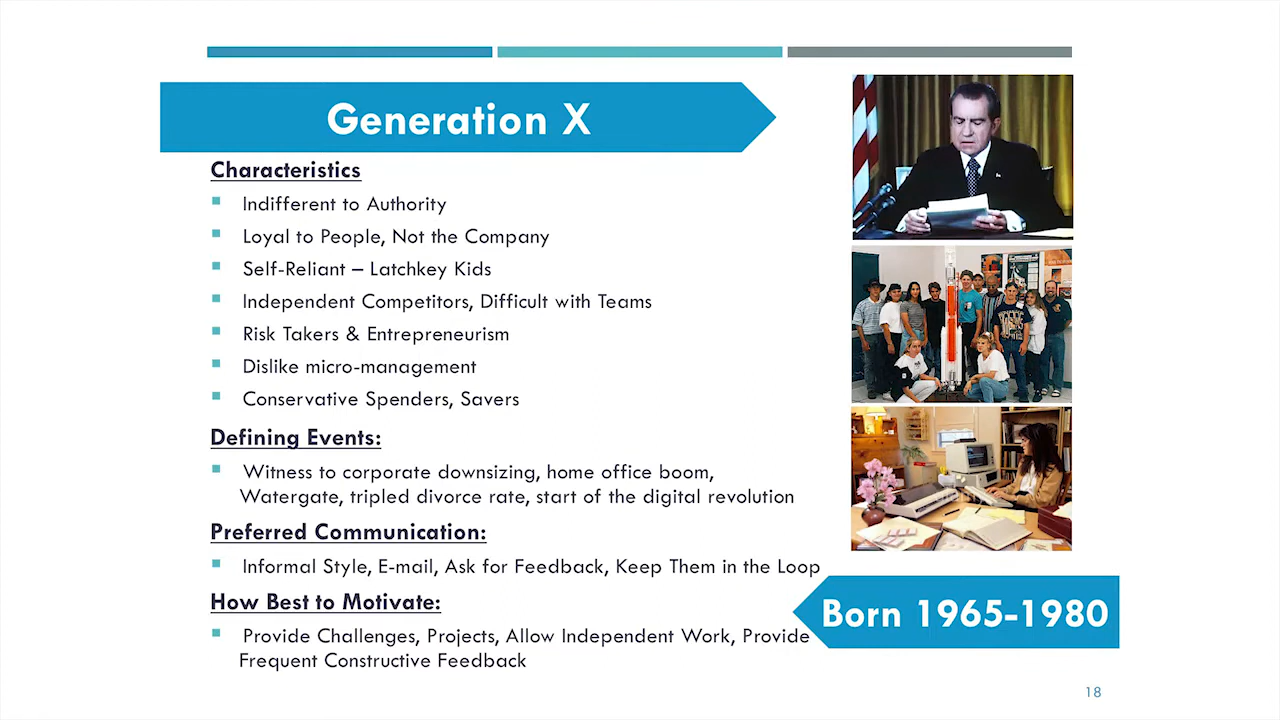 Generation X
Characteristics
Indifferent to Authority
Loyal to People, Not the Company
Self-Reliant – Latchkey Kids
Independent Competitors, Difficult with Teams
Risk Takers & Entrepreneurism
Dislike micro-management
Conservative Spenders, Savers
Defining Events:
Witness to corporate downsizing, home office boom,
Watergate, tripled divorce rate, start of the digital revolution
Preferred Communication:
Informal Style, E-mail, Ask for Feedback, Keep Them in the Loop
How Best to Motivate:
Provide Challenges, Projects, Allow Independent Work, Provide
Frequent Constructive Feedback
Born 1965-1980
18